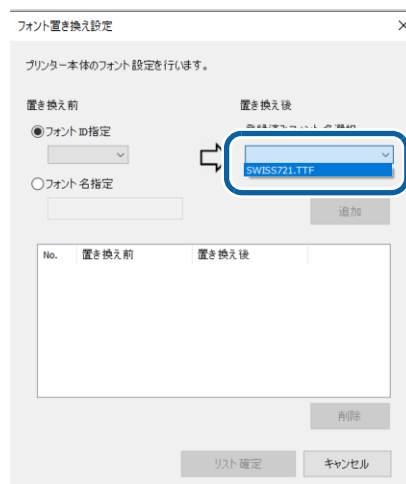 フォント置き換え設定
プリンター本体のフォント設定を行います。
置き換え前
置き換え後
フォントID指定
SWISS721.TTF
フォント名指定
追加
No. 置き換え前 置き換え後
削除
リスト確定 キャンセル